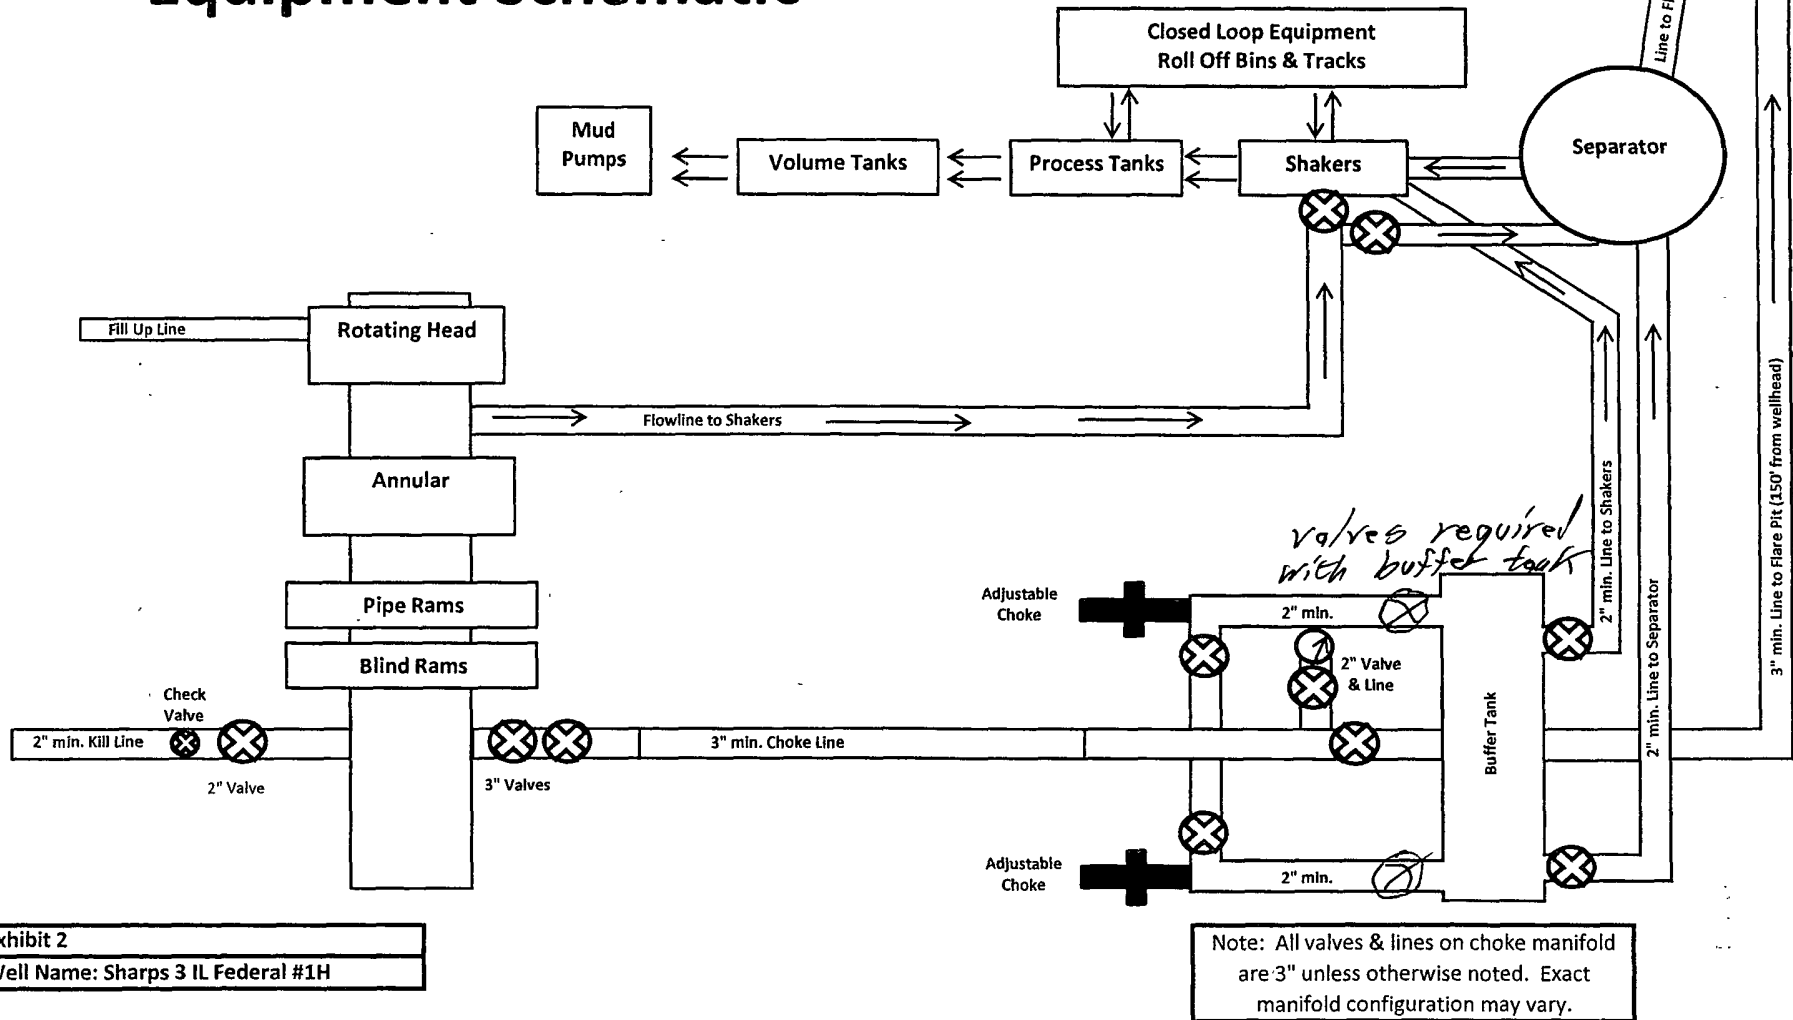 Equipment Schematic
Closed Loop Equipment
Roll Off Bins & Tracks
Line to Fl
Mud
Pumps
Volume Tanks
Process Tanks
Shakers
Separator
Fill Up Line
Rotating Head
Flowline to Shakers
Annular
Pipe Rams
Blind Rams
Check
Valve
2" min. Kill Line
2" Valve
3" Valves
3" min. Choke Line
valves required
with buffer tank
Adjustable
Choke
2" min.
2" Valve
& Line
Buffer Tank
2" min. Line to Shakers
2" min. Line to Separator
3" min. Line to Flare Pit (150' from wellhead)
Adjustable
Choke
2" min.
xhibit 2
Well Name: Sharps 3 IL Federal #1H
Note: All valves & lines on choke manifold
are 3" unless otherwise noted. Exact
manifold configuration may vary.